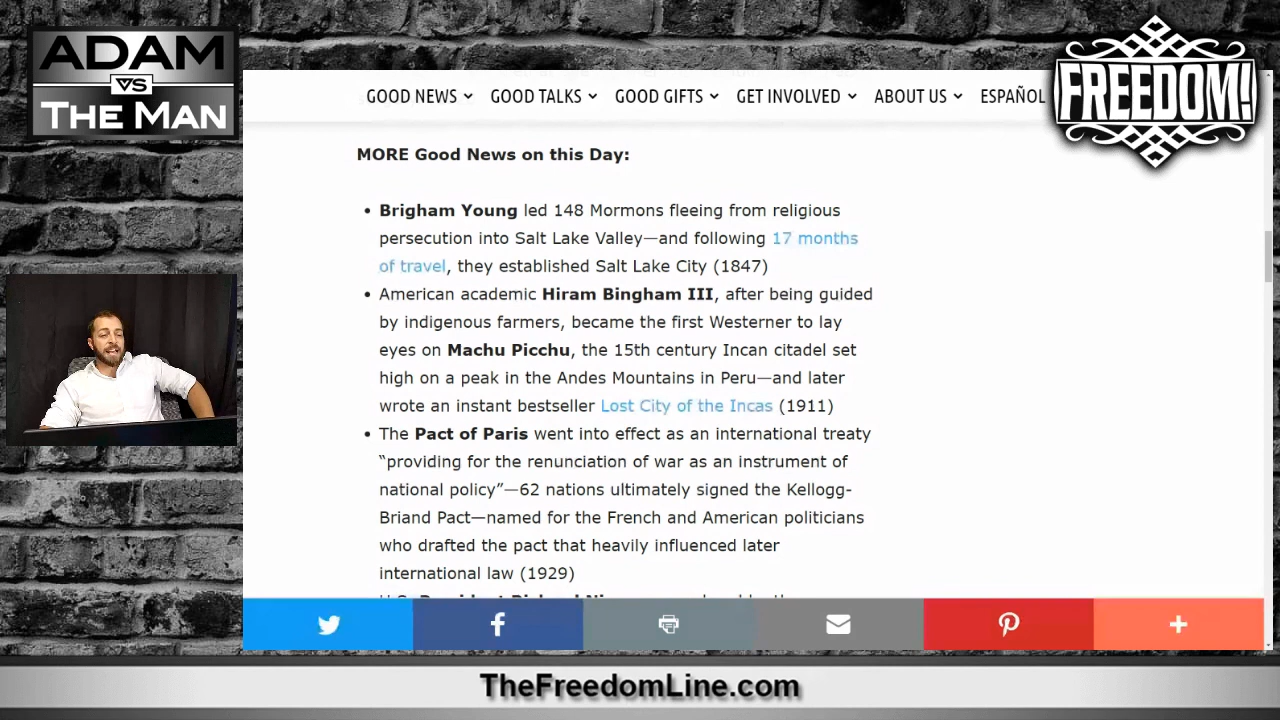 ADAM
VS
THE MAN
FREEDOM!
GOOD NEWS
GOOD TALKS
GOOD GIFTS
GET INVOLVED
ABOUT US
ESPAÑOL
MORE Good News on this Day:
• Brigham Young led 148 Mormons fleeing from religious
persecution into Salt Lake Valley—and following 17 months
of travel, they established Salt Lake City (1847)
• American academic Hiram Bingham III, after being guided
by indigenous farmers, became the first Westerner to lay
eyes on Machu Picchu, the 15th century Incan citadel set
high on a peak in the Andes Mountains in Peru—and later
wrote an instant bestseller Lost City of the Incas (1911)
• The Pact of Paris went into effect as an international treaty
“providing for the renunciation of war as an instrument of
national policy”—62 nations ultimately signed the Kellogg-
Briand Pact—named for the French and American politicians
who drafted the pact that heavily influenced later
international law (1929)
TheFreedomLine.com